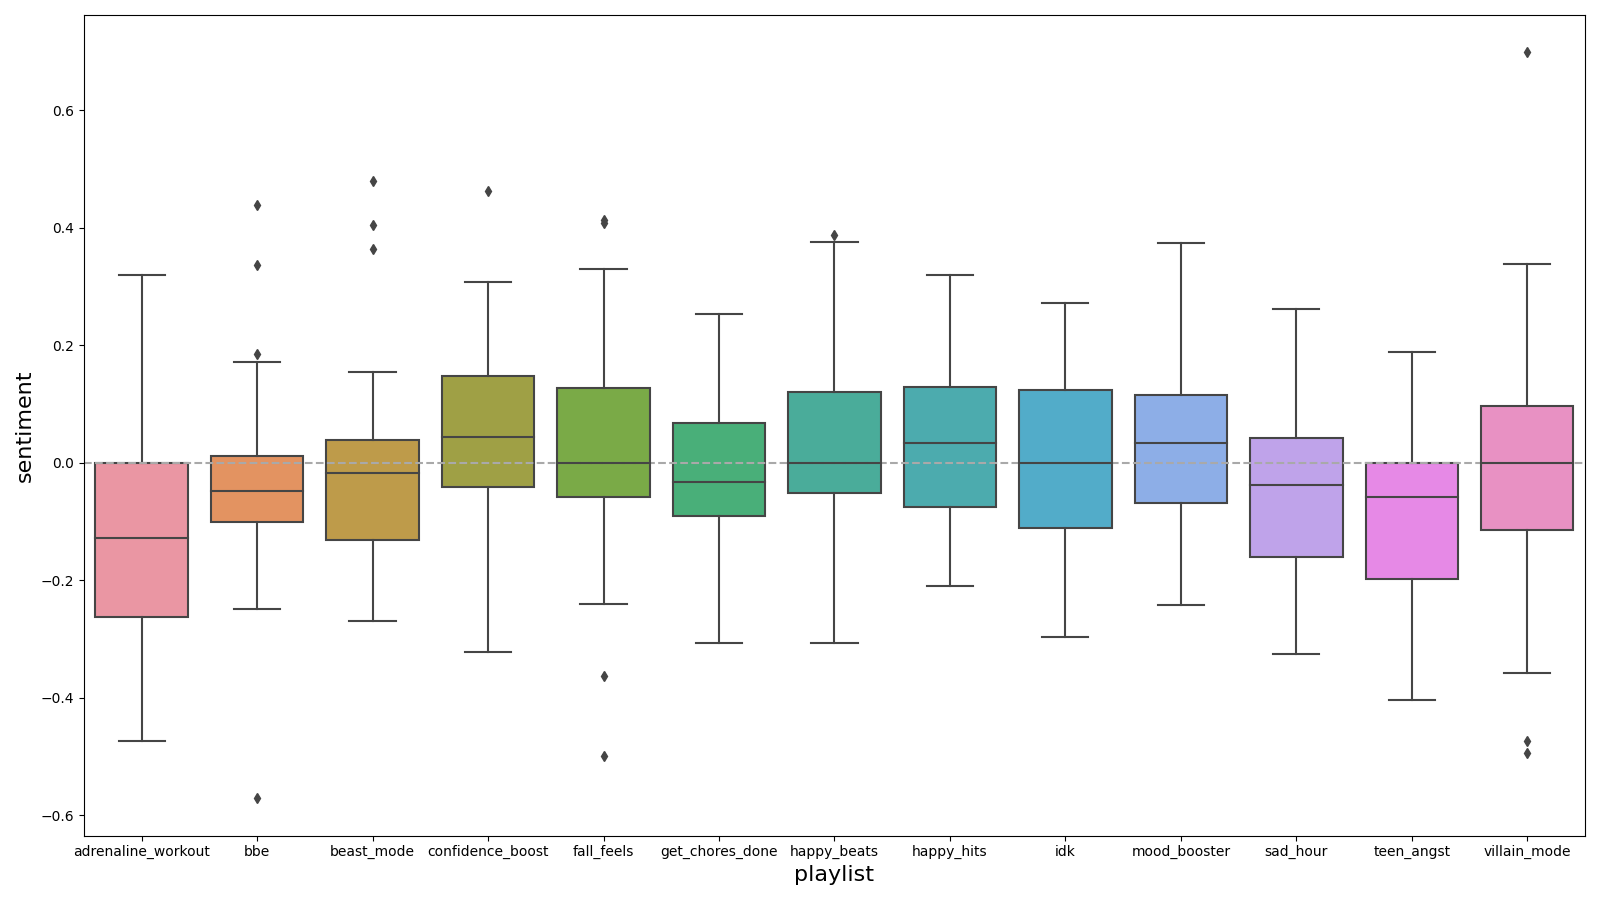 sentiment
0.6
0.4
0.2
0.0
−0.2
−0.4
−0.6
adrenaline_workout bbe beast_mode confidence_boost fall_feels get_chores_done happy_beats happy_hits idk mood_booster sad_hour teen_angst villain_mode
playlist